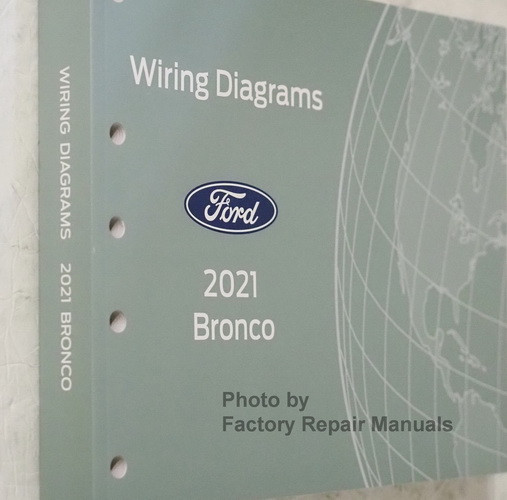 WIRING DIAGRAMS 2021 BRONCO
Wiring Diagrams
Ford
2021
Bronco
Photo by
Factory Repair Manuals